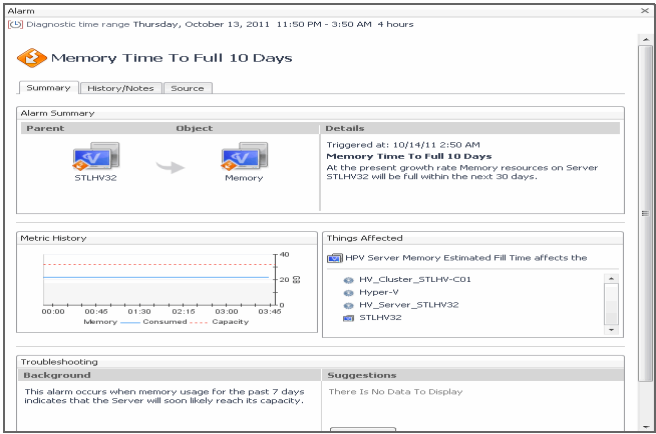 Alarm
Diagnostic time range Thursday, October 13, 2011 11:50 PM - 3:50 AM 4 hours
Memory Time To Full 10 Days
Summary History/Notes Source
Alarm Summary
Parent Object Details
STLHV32
Memory
Triggered at: 10/14/11 2:50 AM
Memory Time To Full 10 Days
At the present growth rate Memory resources on Server
STLHV32 will be full within the next 30 days.
Metric History
40
20
0
GB
00:00 00:45 01:30 02:15 03:00 03:45
Memory Consumed Capacity
Things Affected
HPV Server Memory Estimated Fill Time affects the
HV_Cluster_STLHV-C01
Hyper-V
HV_Server_STLHV32
STLHV32
Troubleshooting
Background
This alarm occurs when memory usage for the past 7 days
indicates that the Server will soon likely reach its capacity.
Suggestions
There Is No Data To Display